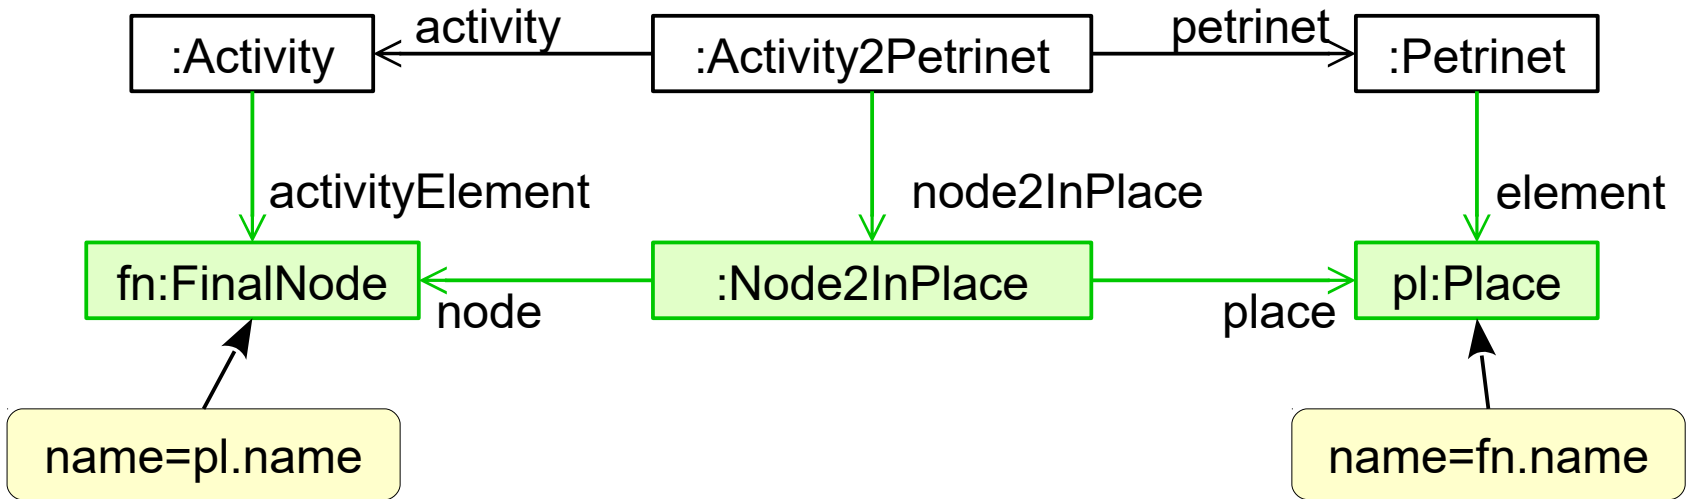 activity
petrinet
:Activity
:Activity2Petrinet
:Petrinet
activityElement
node2InPlace
element
fn:FinalNode
:Node2InPlace
pl:Place
node
place
name=pl.name
name=fn.name